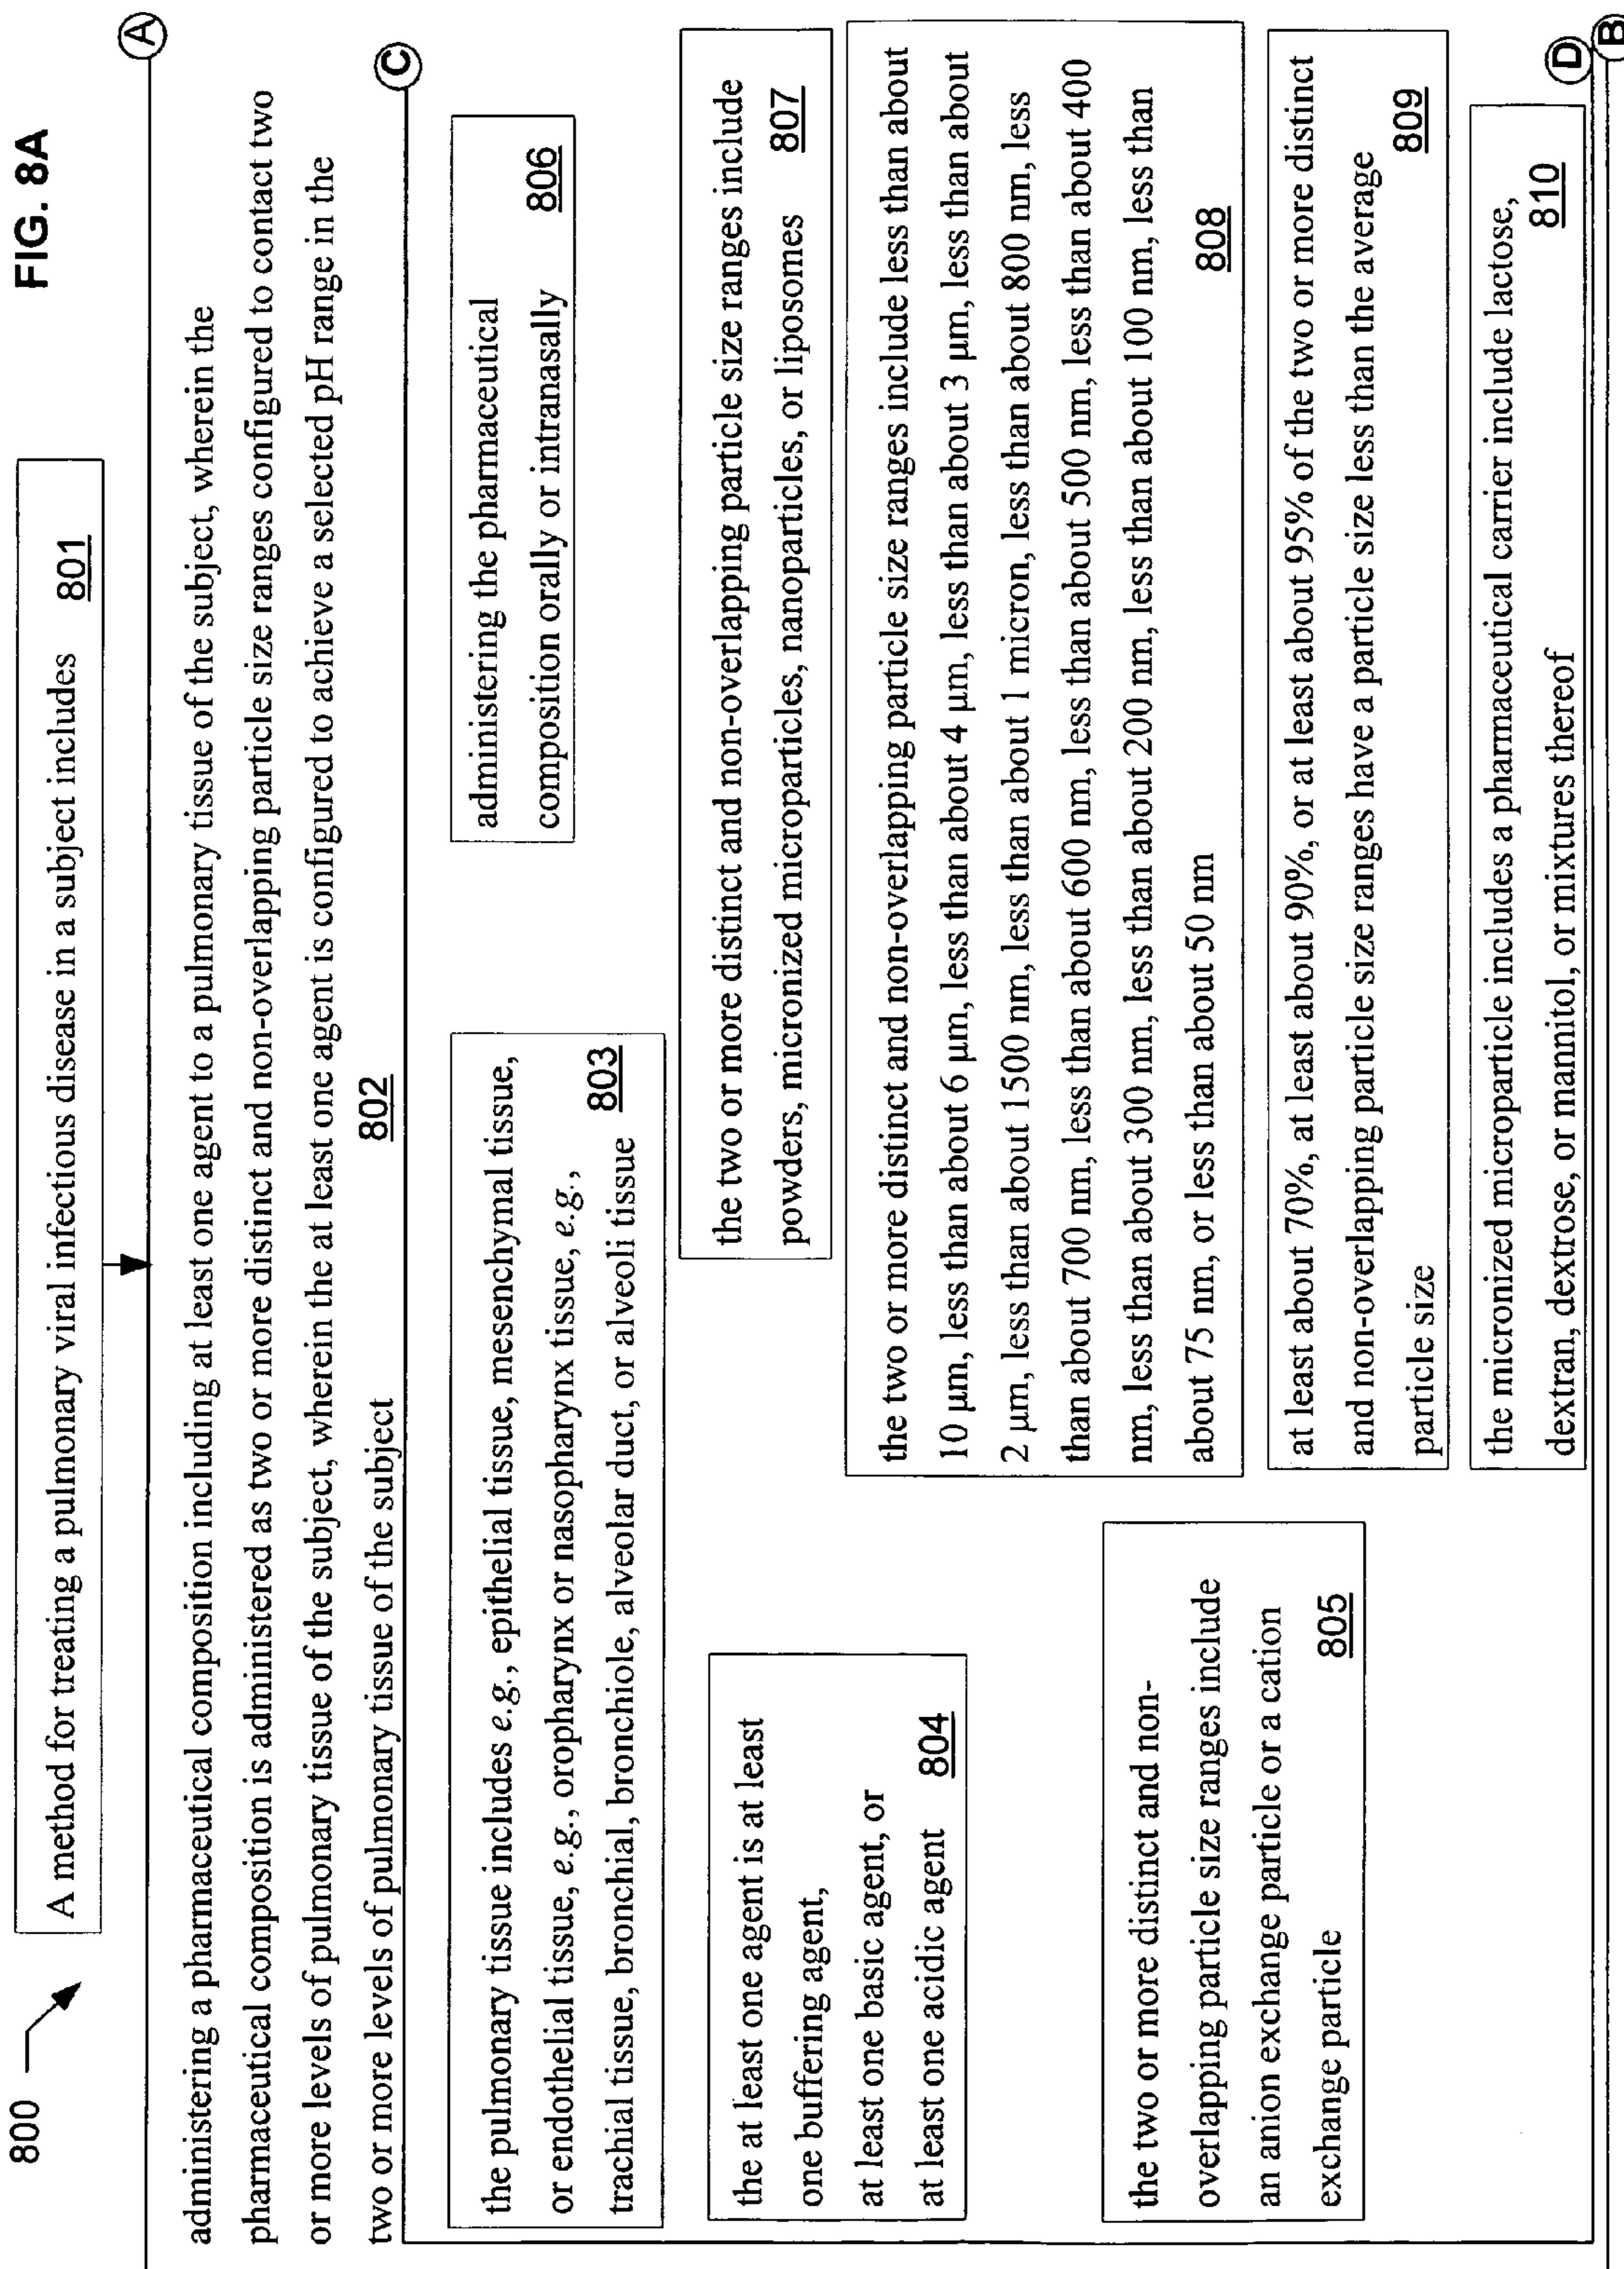 FIG. 8A
800
A method for treating a pulmonary viral infectious disease in a subject includes 801
A
administering a pharmaceutical composition including at least one agent to a pulmonary tissue of the subject, wherein the
pharmaceutical composition is administered as two or more distinct and non-overlapping particle size ranges configured to contact two
or more levels of pulmonary tissue of the subject, wherein the at least one agent is configured to achieve a selected pH range in the
two or more levels of pulmonary tissue of the subject 802
C
the pulmonary tissue includes e.g., epithelial tissue, mesenchymal tissue,
or endothelial tissue, e.g., oropharynx or nasopharynx tissue, e.g.,
trachial tissue, bronchial, bronchiole, alveolar duct, or alveoli tissue
803
the at least one agent is at least
one buffering agent,
at least one basic agent, or
at least one acidic agent 804
the two or more distinct and non-
overlapping particle size ranges include
an anion exchange particle or a cation
exchange particle 805
administering the pharmaceutical
composition orally or intranasally 806
the two or more distinct and non-overlapping particle size ranges include
powders, micronized microparticles, nanoparticles, or liposomes 807
the two or more distinct and non-overlapping particle size ranges include less than about
10 µm, less than about 6 µm, less than about 4 µm, less than about 3 µm, less than about
2 µm, less than about 1500 nm, less than about 1 micron, less than about 800 nm, less
than about 700 nm, less than about 600 nm, less than about 500 nm, less than about 400
nm, less than about 300 nm, less than about 200 nm, less than about 100 nm, less than
about 75 nm, or less than about 50 nm 808
at least about 70%, at least about 90%, or at least about 95% of the two or more distinct
and non-overlapping particle size ranges have a particle size less than the average
particle size 809
the micronized microparticle includes a pharmaceutical carrier include lactose,
dextran, dextrose, or mannitol, or mixtures thereof 810
D
B